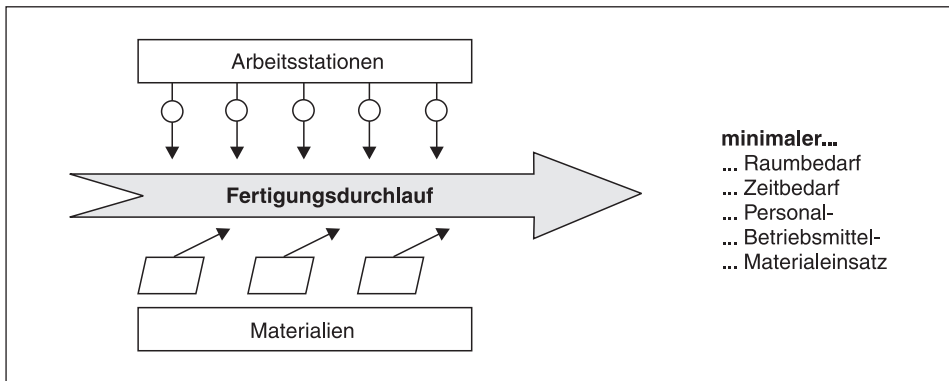 Arbeitsstationen
Fertigungsdurchlauf
Materialien
minimaler...
... Raumbedarf
... Zeitbedarf
... Personal-
... Betriebsmittel-
... Materialeinsatz